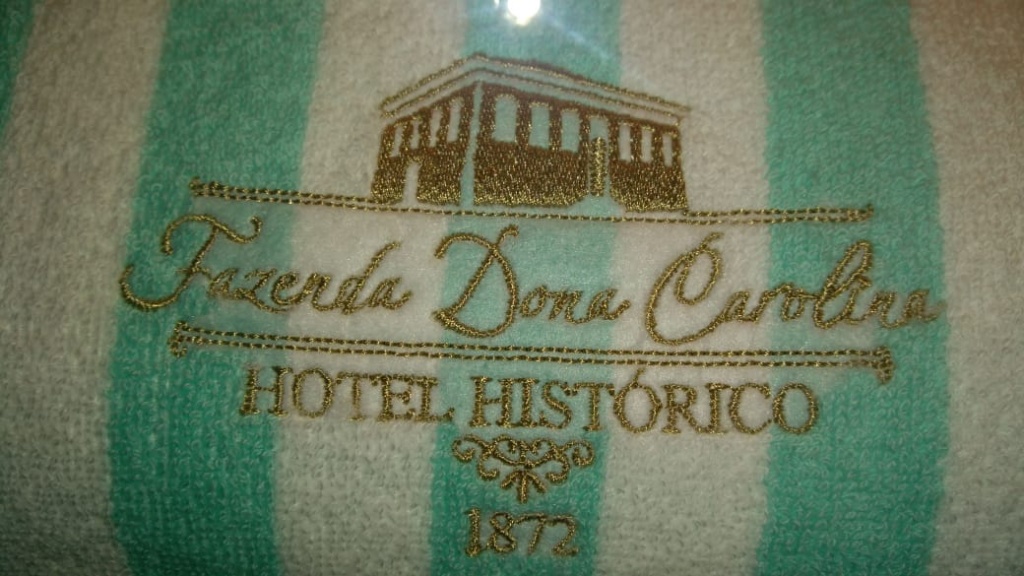 Fazenda Dona Carolina
HOTEL HISTÓRICO
1872